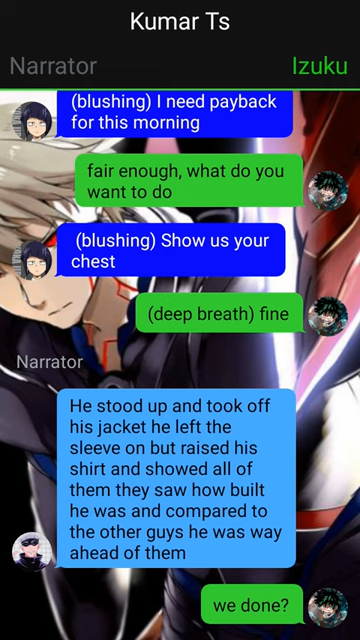 Kumar Ts
Narrator Izuku
(blushing) I need payback
for this morning
fair enough, what do you
want to do
(blushing) Show us your
chest
(deep breath) fine
Narrator
He stood up and took off
his jacket he left the
sleeve on but raised his
shirt and showed all of
them they saw how built
he was and compared to
the other guys he was way
ahead of them
we done?